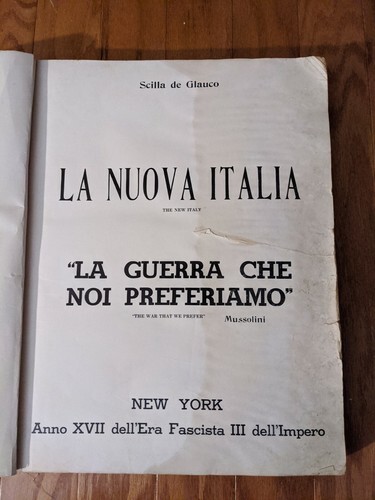 Scilla de Glauco
LA NUOVA ITALIA
THE NEW ITALY
"LA GUERRA CHE
NOI PREFERIAMO"
"THE WAR THAT WE PREFER" Mussolini
NEW YORK
Anno XVII dell'Era Fascista III dell'Impero